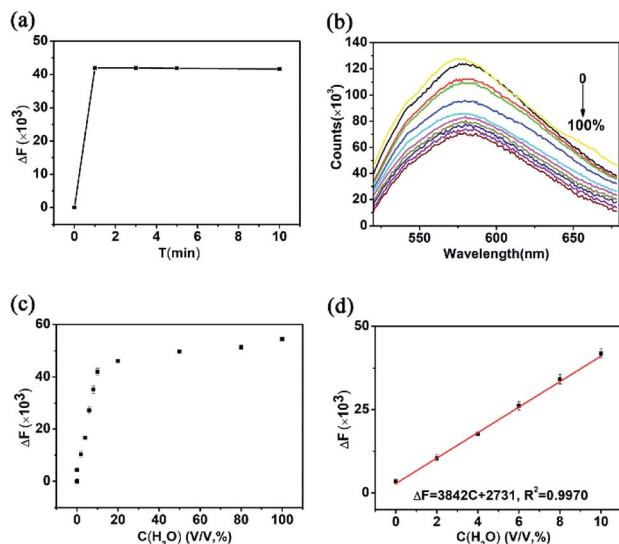 (a)
50
40
30
20
10
0
ΔF (×10³)
0 2 4 6 8 10
T(min)
(b)
140
120
100
80
60
40
20
0
Counts(×10³)
0
100%
550 600 650
Wavelength(nm)
(c)
60
40
20
0
ΔF (×10³)
0 20 40 60 80 100
C(H₂O) (V/V,%)
(d)
50
25
0
ΔF (×10³)
ΔF=3842C+2731, R²=0.9970
0 2 4 6 8 10
C(H₂O) (V/V,%)